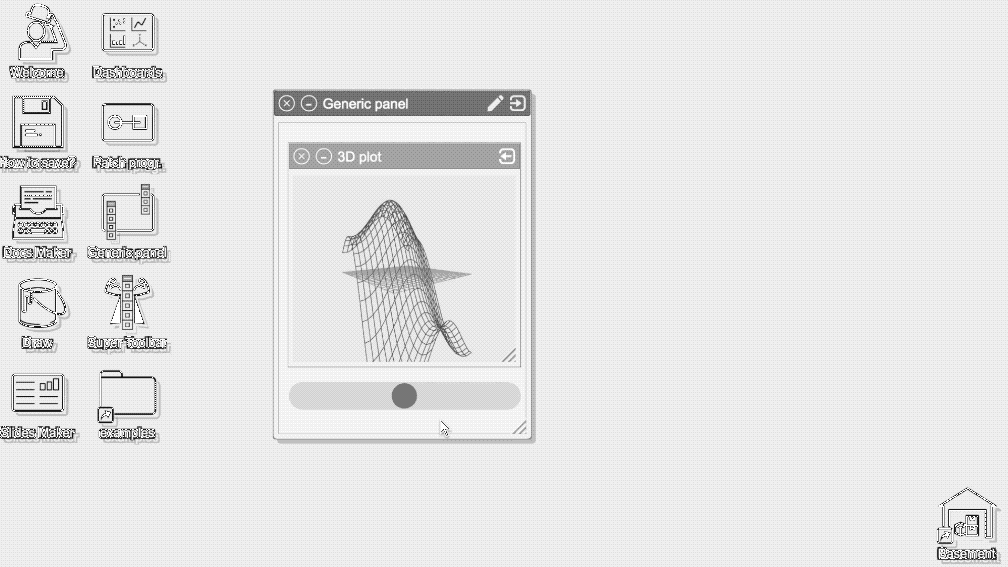 Welcome
Dashboards
How to save?
Patch progr.
Docs Maker
Generic panel
Draw
Super Toolbar
Slides Maker
examples
Generic panel
3D plot
Basement